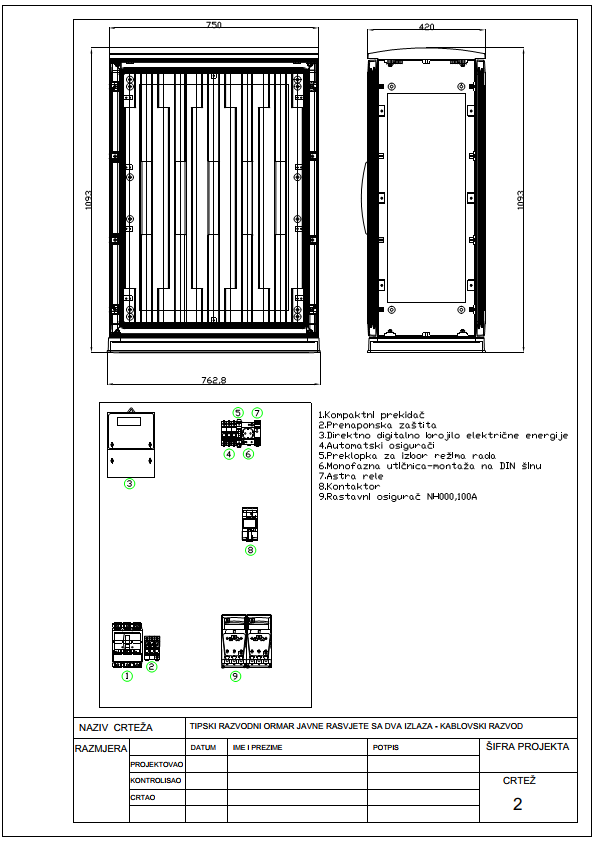 750
420
1093
1093
762,8
5
7
4
6
3
8
1
2
9
1.Kompaktni prekidač
2.Prenaponska zaštita
3.Direktno digitalno brojilo električne energije
4.Automatski osigurači
5.Preklopka za izbor režima rada
6.Monofazna utičnica-montaža na DIN šinu
7.Astra rele
8.Kontaktor
9.Rastavni osigurač NH000,100A
NAZIV CRTEŽA
TIPSKI RAZVODNI ORMAR JAVNE RASVJETE SA DVA IZLAZA - KABLOVSKI RAZVOD
RAZMJERA
DATUM
IME I PREZIME
POTPIS
ŠIFRA PROJEKTA
PROJEKTOVAO
KONTROLISAO
CRTAO
CRTEŽ
2